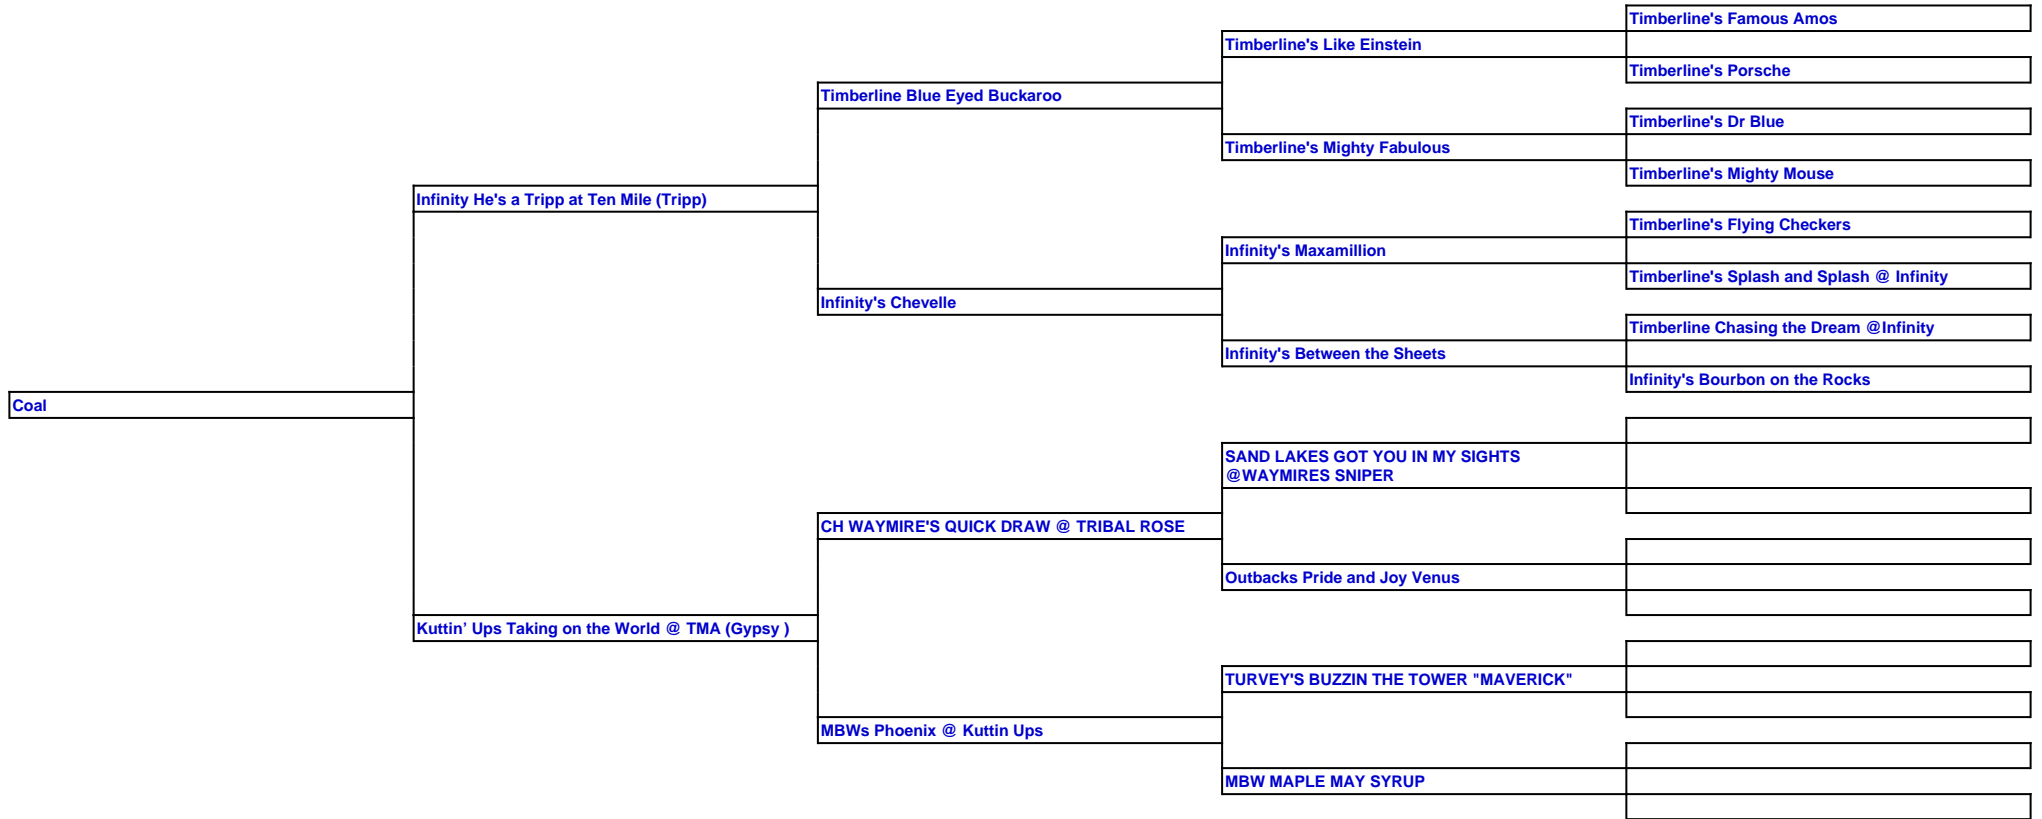 Timberline's Famous Amos
Timberline's Like Einstein
Timberline's Porsche
Timberline Blue Eyed Buckaroo
Timberline's Dr Blue
Timberline's Mighty Fabulous
Timberline's Mighty Mouse
Infinity He's a Tripp at Ten Mile (Tripp)
Timberline's Flying Checkers
Infinity's Maxamillion
Timberline's Splash and Splash @ Infinity
Infinity's Chevelle
Timberline Chasing the Dream @Infinity
Infinity's Between the Sheets
Infinity's Bourbon on the Rocks
Coal
SAND LAKES GOT YOU IN MY SIGHTS
@WAYMIRES SNIPER
CH WAYMIRE'S QUICK DRAW @ TRIBAL ROSE
Outbacks Pride and Joy Venus
Kuttin’ Ups Taking on the World @ TMA (Gypsy )
TURVEY'S BUZZIN THE TOWER "MAVERICK"
MBWs Phoenix @ Kuttin Ups
MBW MAPLE MAY SYRUP